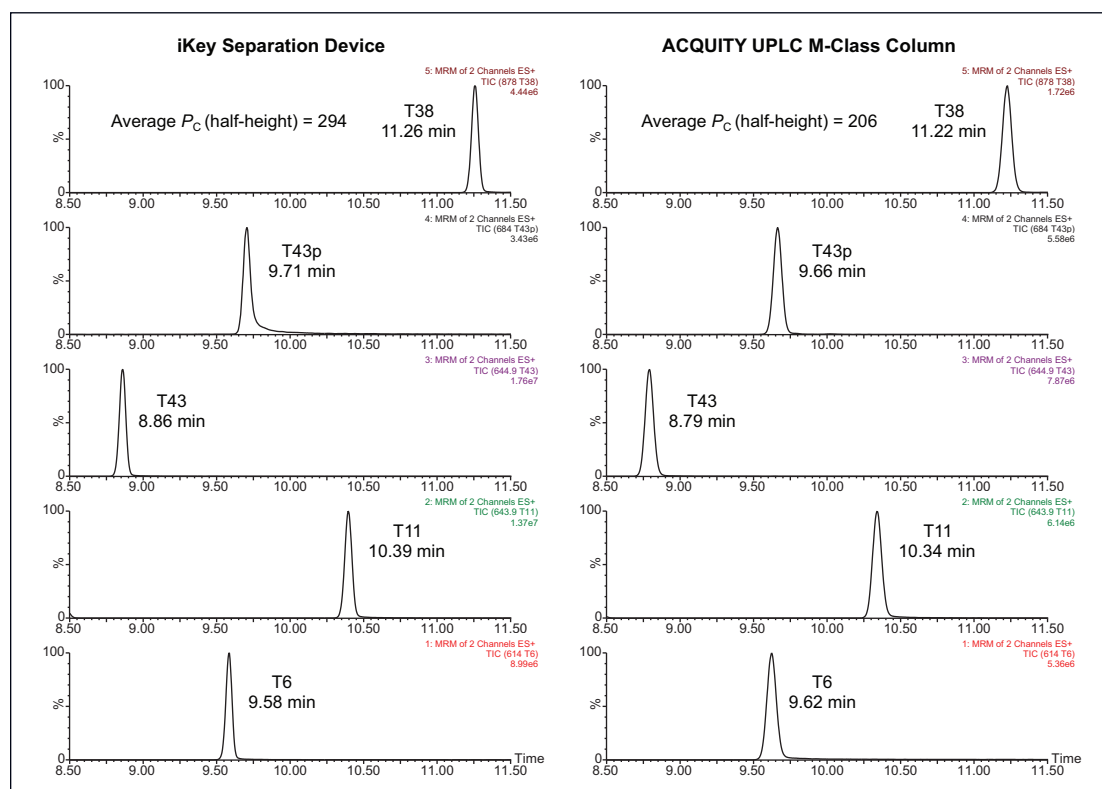 iKey Separation Device
5: MRM of 2 Channels ES+
TIC (878 T38)
4.44e6
100
%
0
T38
11.26 min
Average PC (half-height) = 294
8.50 9.00 9.50 10.00 10.50 11.00 11.50
4: MRM of 2 Channels ES+
TIC (684 T43p)
3.43e6
100
%
0
T43p
9.71 min
8.50 9.00 9.50 10.00 10.50 11.00 11.50
3: MRM of 2 Channels ES+
TIC (644.9 T43)
1.76e7
100
%
0
T43
8.86 min
8.50 9.00 9.50 10.00 10.50 11.00 11.50
2: MRM of 2 Channels ES+
TIC (643.9 T11)
1.37e7
100
%
0
T11
10.39 min
8.50 9.00 9.50 10.00 10.50 11.00 11.50
1: MRM of 2 Channels ES+
TIC (614 T6)
8.99e6
100
%
0
T6
9.58 min
Time
8.50 9.00 9.50 10.00 10.50 11.00 11.50
ACQUITY UPLC M-Class Column
5: MRM of 2 Channels ES+
TIC (878 T38)
1.72e6
100
%
0
T38
11.22 min
Average PC (half-height) = 206
8.50 9.00 9.50 10.00 10.50 11.00 11.50
4: MRM of 2 Channels ES+
TIC (684 T43p)
5.58e6
100
%
0
T43p
9.66 min
8.50 9.00 9.50 10.00 10.50 11.00 11.50
3: MRM of 2 Channels ES+
TIC (644.9 T43)
7.87e6
100
%
0
T43
8.79 min
8.50 9.00 9.50 10.00 10.50 11.00 11.50
2: MRM of 2 Channels ES+
TIC (643.9 T11)
6.14e6
100
%
0
T11
10.34 min
8.50 9.00 9.50 10.00 10.50 11.00 11.50
1: MRM of 2 Channels ES+
TIC (614 T6)
5.36e6
100
%
0
T6
9.62 min
Time
8.50 9.00 9.50 10.00 10.50 11.00 11.50